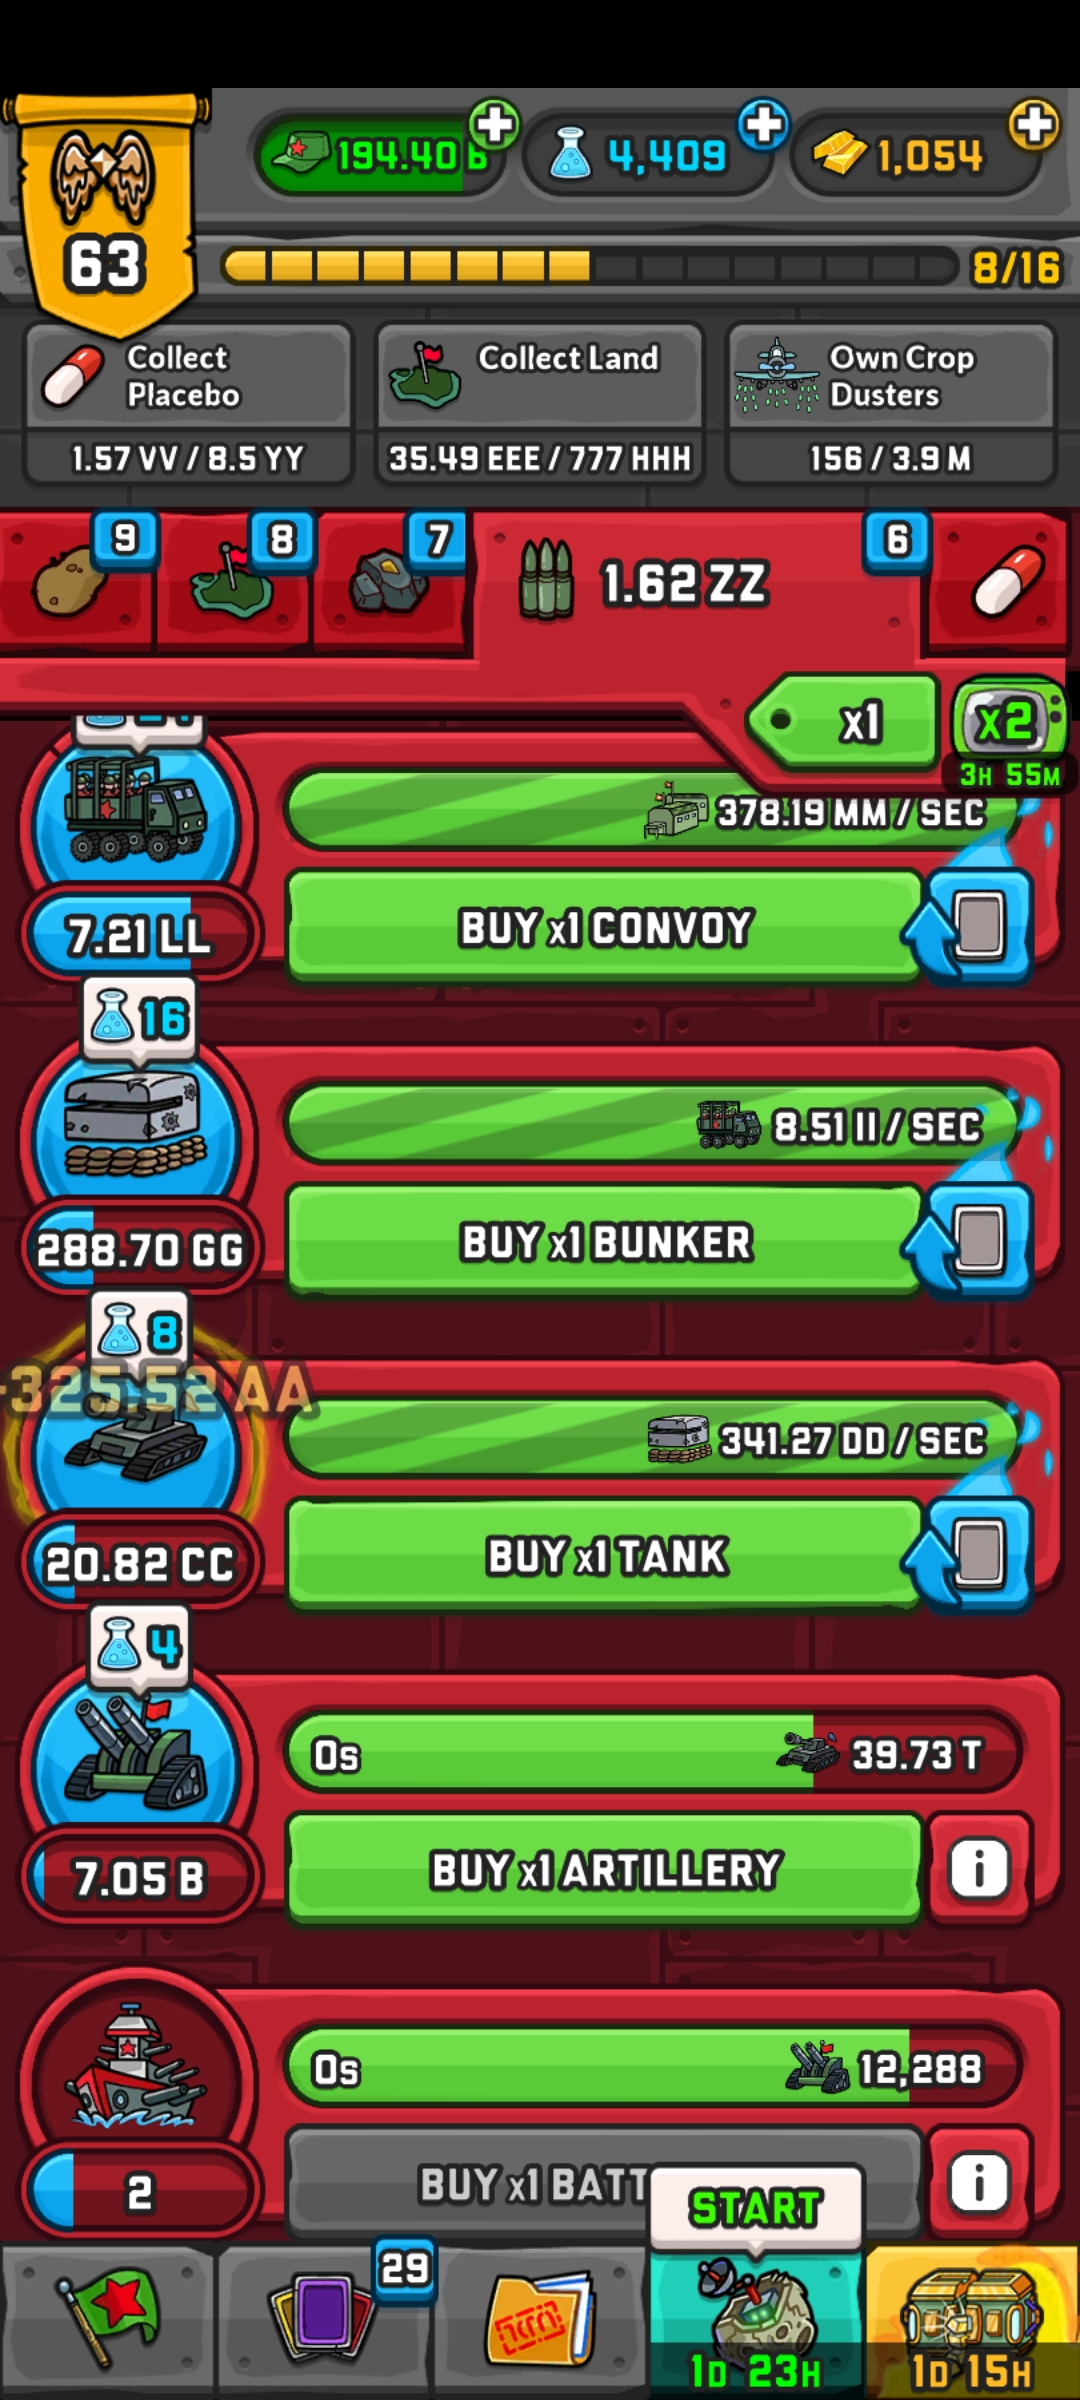 194.40 B
4,409
1,054
63
8/16
Collect
Placebo
1.57 VV / 8.5 YY
Collect Land
35.49 EEE / 777 HHH
Own Crop
Dusters
156 / 3.9 M
9
8
7
1.62 ZZ
6
x1
x2
3H 55M
378.19 MM / SEC
7.21 LL
BUY x1 CONVOY
16
8.51 II / SEC
288.70 GG
BUY x1 BUNKER
8
325.52 AA
341.27 DD / SEC
20.82 CC
BUY x1 TANK
4
0s
39.73 T
7.05 B
BUY x1 ARTILLERY
i
0s
12,288
2
BUY x1 BATT
i
START
29
1D 23H
1D 15H